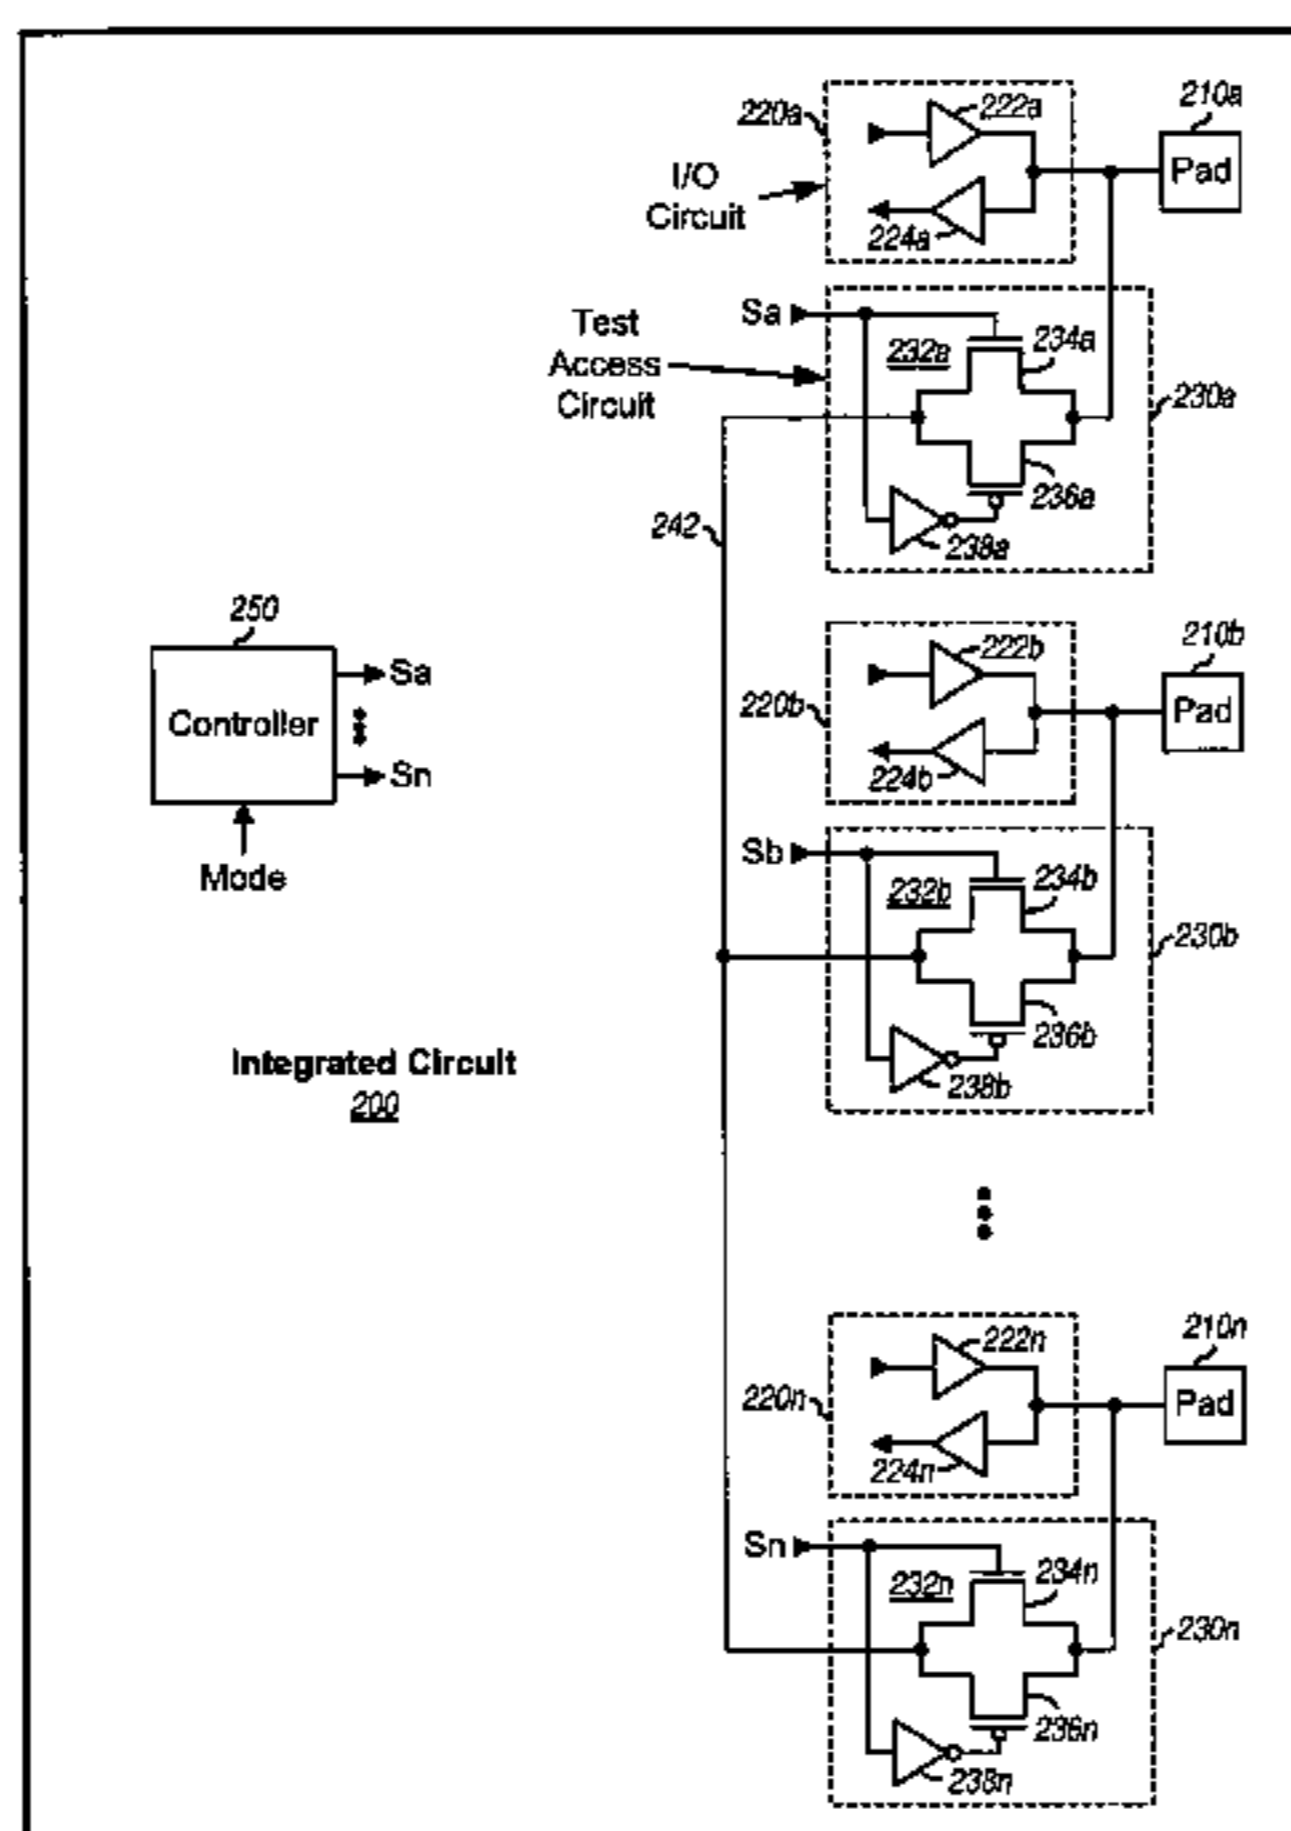 220a
222a
210a
Pad
I/O
Circuit
224a
Sa
Test
Access
Circuit
232a
234a
230a
236a
238a
242
250
Controller
Sa
Sn
Mode
220b
222b
210b
Pad
224b
Sb
232b
234b
230b
236b
238b
Integrated Circuit
200
220n
222n
210n
Pad
224n
Sn
232n
234n
230n
236n
238n